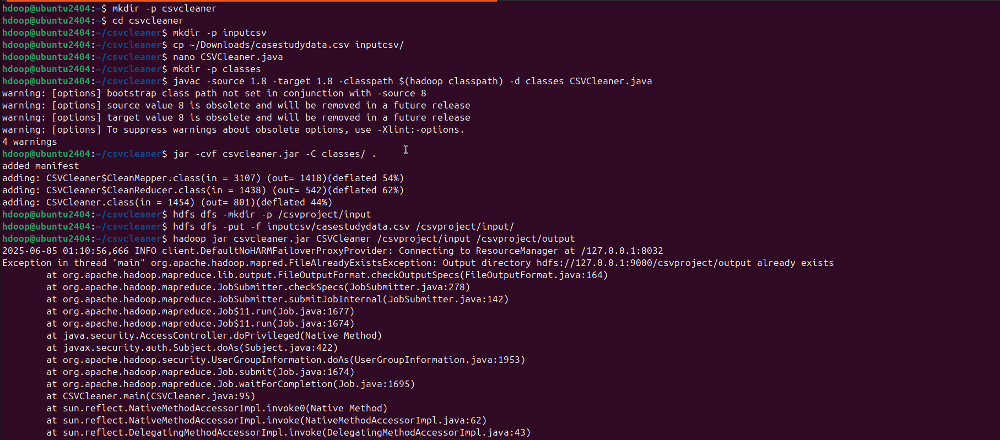 hdoop@ubuntu2404:~$ mkdir -p csvcleaner
hdoop@ubuntu2404:~$ cd csvcleaner
hdoop@ubuntu2404:~/csvcleaner$ mkdir -p inputcsv
hdoop@ubuntu2404:~/csvcleaner$ cp ~/Downloads/casestudydata.csv inputcsv/
hdoop@ubuntu2404:~/csvcleaner$ nano CSVCleaner.java
hdoop@ubuntu2404:~/csvcleaner$ mkdir -p classes
hdoop@ubuntu2404:~/csvcleaner$ javac -source 1.8 -target 1.8 -classpath $(hadoop classpath) -d classes CSVCleaner.java
warning: [options] bootstrap class path not set in conjunction with -source 8
warning: [options] source value 8 is obsolete and will be removed in a future release
warning: [options] target value 8 is obsolete and will be removed in a future release
warning: [options] To suppress warnings about obsolete options, use -Xlint:-options.
4 warnings
hdoop@ubuntu2404:~/csvcleaner$ jar -cvf csvcleaner.jar -C classes/ .
added manifest
adding: CSVCleaner$CleanMapper.class(in = 3107) (out= 1418)(deflated 54%)
adding: CSVCleaner$CleanReducer.class(in = 1438) (out= 542)(deflated 62%)
adding: CSVCleaner.class(in = 1454) (out= 801)(deflated 44%)
hdoop@ubuntu2404:~/csvcleaner$ hdfs dfs -mkdir -p /csvproject/input
hdoop@ubuntu2404:~/csvcleaner$ hdfs dfs -put -f inputcsv/casestudydata.csv /csvproject/input/
hdoop@ubuntu2404:~/csvcleaner$ hadoop jar csvcleaner.jar CSVCleaner /csvproject/input /csvproject/output
2025-06-05 01:10:56,666 INFO client.DefaultNoHARMFailoverProxyProvider: Connecting to ResourceManager at /127.0.0.1:8032
Exception in thread "main" org.apache.hadoop.mapred.FileAlreadyExistsException: Output directory hdfs://127.0.0.1:9000/csvproject/output already exists
        at org.apache.hadoop.mapreduce.lib.output.FileOutputFormat.checkOutputSpecs(FileOutputFormat.java:164)
        at org.apache.hadoop.mapreduce.JobSubmitter.checkSpecs(JobSubmitter.java:278)
        at org.apache.hadoop.mapreduce.JobSubmitter.submitJobInternal(JobSubmitter.java:142)
        at org.apache.hadoop.mapreduce.Job$11.run(Job.java:1677)
        at org.apache.hadoop.mapreduce.Job$11.run(Job.java:1674)
        at java.security.AccessController.doPrivileged(Native Method)
        at javax.security.auth.Subject.doAs(Subject.java:422)
        at org.apache.hadoop.security.UserGroupInformation.doAs(UserGroupInformation.java:1953)
        at org.apache.hadoop.mapreduce.Job.submit(Job.java:1674)
        at org.apache.hadoop.mapreduce.Job.waitForCompletion(Job.java:1695)
        at CSVCleaner.main(CSVCleaner.java:95)
        at sun.reflect.NativeMethodAccessorImpl.invoke0(Native Method)
        at sun.reflect.NativeMethodAccessorImpl.invoke(NativeMethodAccessorImpl.java:62)
        at sun.reflect.DelegatingMethodAccessorImpl.invoke(DelegatingMethodAccessorImpl.java:43)